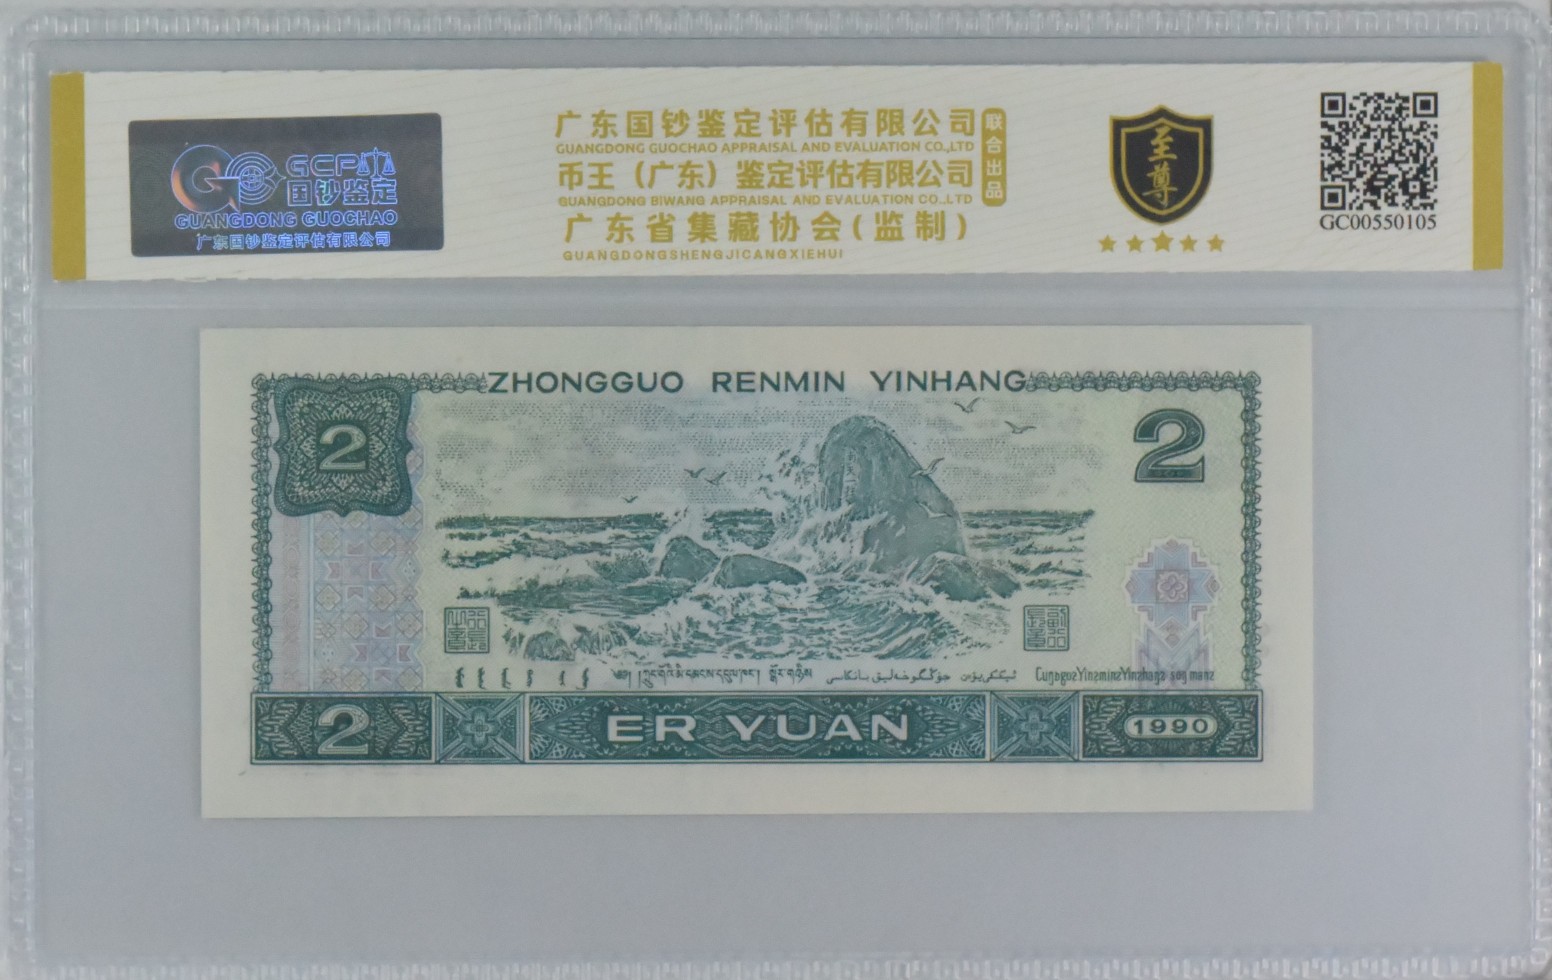 GCPA
国钞鉴定
GUANGDONG GUOCHAO
广东国钞鉴定评估有限公司
广东国钞鉴定评估有限公司
GUANGDONG GUOCHAO APPRAISAL AND EVALUATION CO.,LTD
币王（广东）鉴定评估有限公司
GUANGDONG BIWANG APPRAISAL AND EVALUATION CO.,LTD
广东省集藏协会(监制)
GUANGDONGSHENGJICANGXIEHUI
联合出品
至尊
GC00550105
ZHONGGUO RENMIN YINHANG
2
2
2
ER YUAN
1990